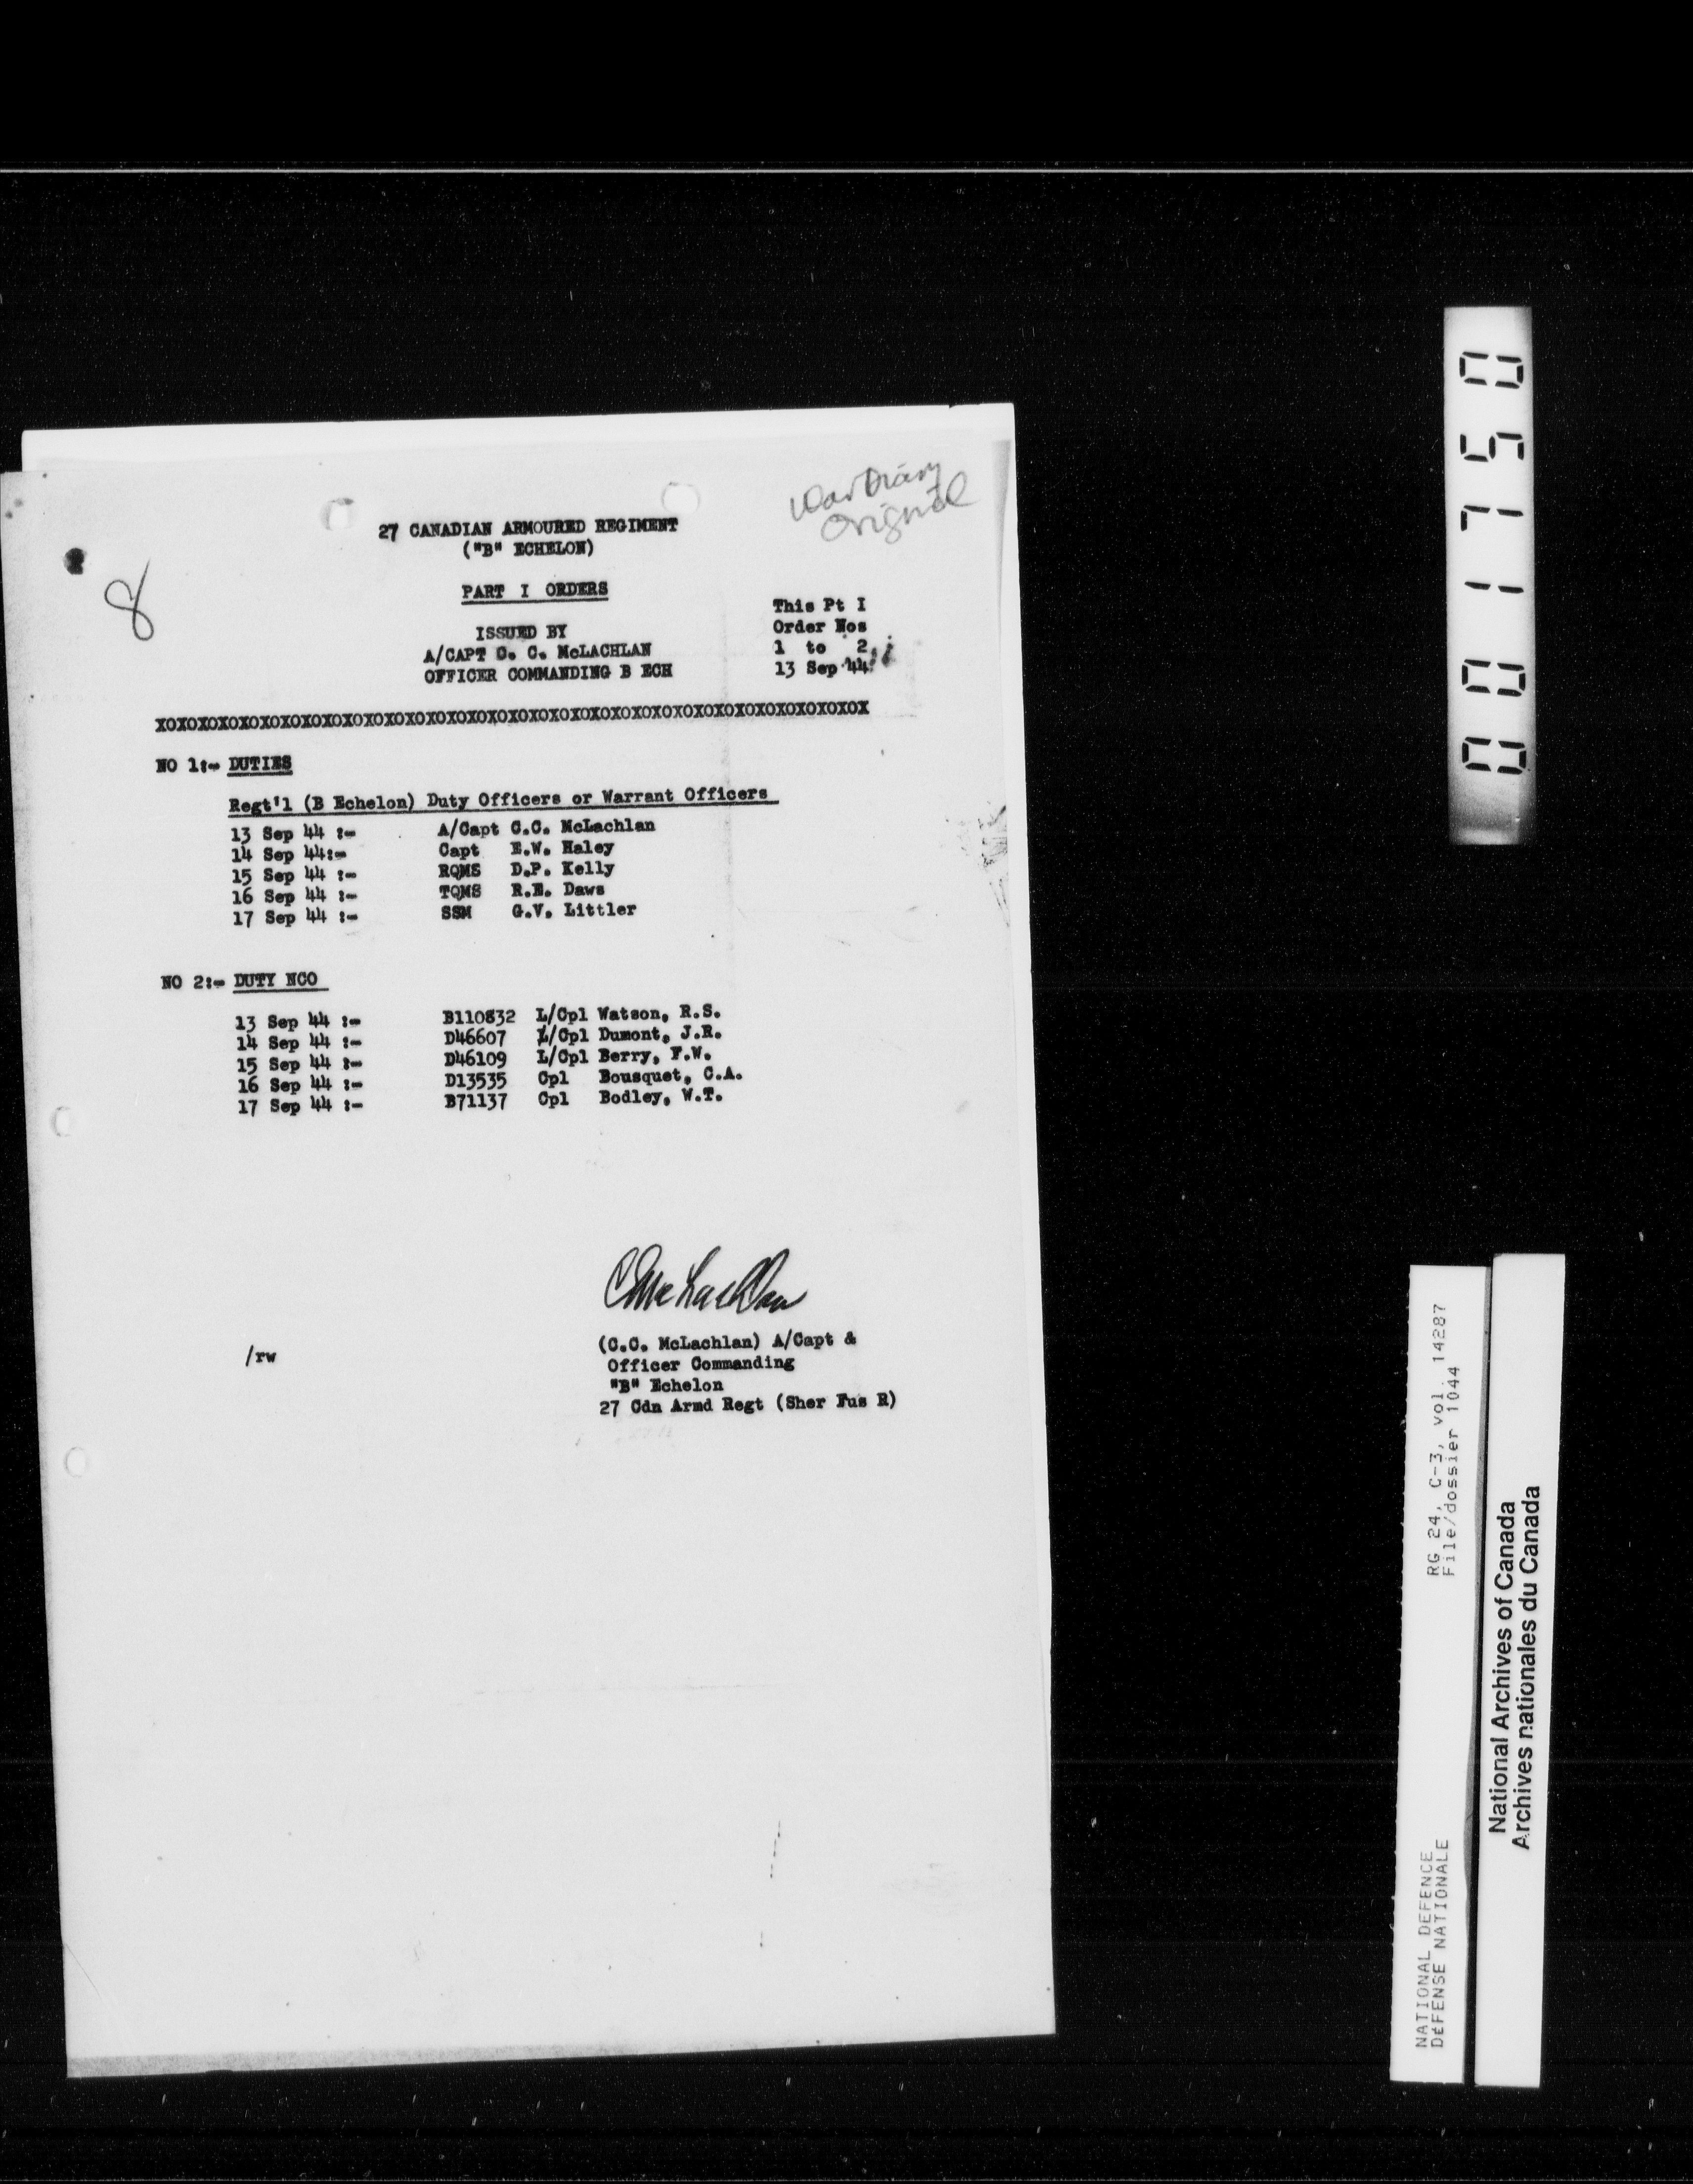 War Diary
Original
8
27 CANADIAN ARMOURED REGIMENT
("B" ECHELON)
PART I ORDERS
ISSUED BY
A/CAPT C. C. McLACHLAN
OFFICER COMMANDING B ECH
This Pt I
Order Nos
1 to 2
13 Sep 44
XOXOXOXOXOXOXOXOXOXOXOXOXOXOXOXOXOXOXOXOXOXOXOXOXOXOXOXOXOXOXOXOXOX
NO 1:- DUTIES
Regt'l (B Echelon) Duty Officers or Warrant Officers
13 Sep 44 :- A/Capt C.C. McLachlan
14 Sep 44:- Capt E.W. Haley
15 Sep 44 :- RQMS D.P. Kelly
16 Sep 44 :- TQMS R.E. Daws
17 Sep 44 :- SSM G.V. Littler
NO 2:- DUTY NCO
13 Sep 44 :- B110832 L/Cpl Watson, R.S.
14 Sep 44 :- D46607 L/Cpl Dumont, J.R.
15 Sep 44 :- D46109 L/Cpl Berry, F.W.
16 Sep 44 :- D13535 Cpl Bousquet, C.A.
17 Sep 44 :- B71137 Cpl Bodley, W.T.
CMcLachlan
(C.C. McLachlan) A/Capt &
Officer Commanding
"B" Echelon
27 Cdn Armd Regt (Sher Fus R)
/rw
001750
NATIONAL DEFENCE RG 24, C-3, vol. 14287
DÉFENSE NATIONALE File/dossier 1044
National Archives of Canada
Archives nationales du Canada